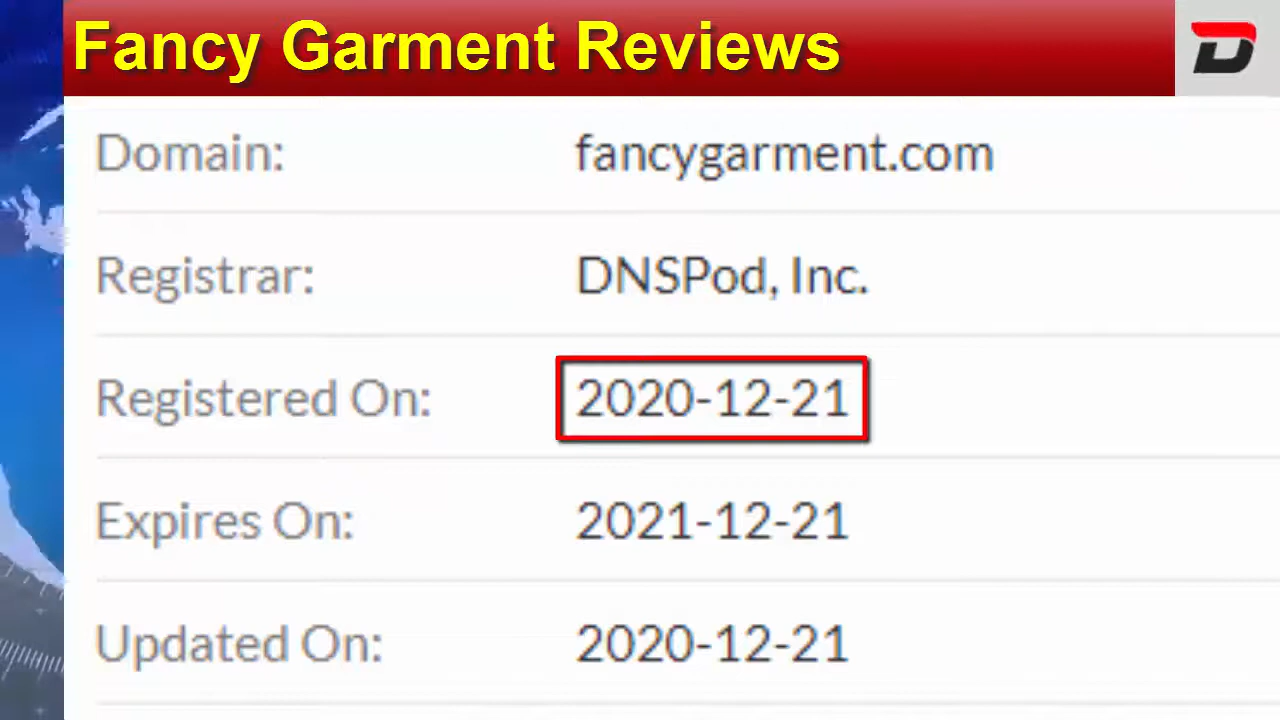 Fancy Garment Reviews
D
Domain: fancygarment.com
Registrar: DNSPod, Inc.
Registered On: 2020-12-21
Expires On: 2021-12-21
Updated On: 2020-12-21